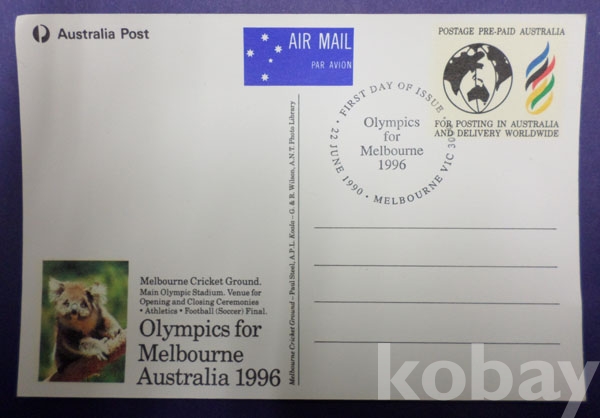 Australia Post
AIR MAIL
PAR AVION
POSTAGE PRE-PAID AUSTRALIA
FOR POSTING IN AUSTRALIA
AND DELIVERY WORLDWIDE
FIRST DAY OF ISSUE
Olympics
for
Melbourne
1996
22 JUNE 1990 • MELBOURNE VIC 300
Melbourne Cricket Ground – Paul Steel, A.P.L. Koala – G. & R. Wilson, A.N.T. Photo Library
Melbourne Cricket Ground.
Main Olympic Stadium. Venue for
Opening and Closing Ceremonies
• Athletics • Football (Soccer) Final.
Olympics for
Melbourne
Australia 1996
kobay